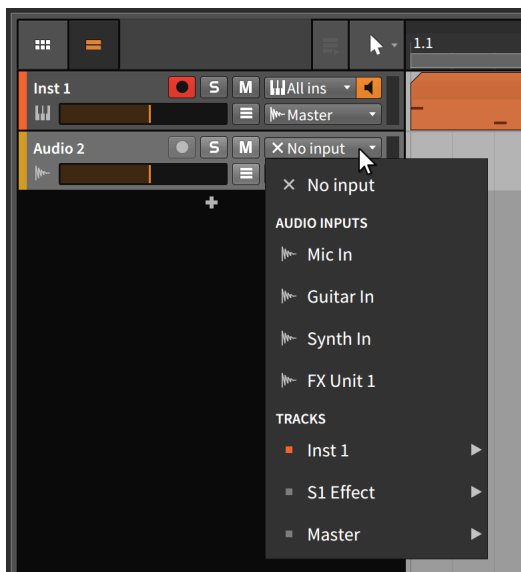 1.1
Inst 1
S
M
All ins
Master
Audio 2
S
M
No input
No input
AUDIO INPUTS
Mic In
Guitar In
Synth In
FX Unit 1
TRACKS
Inst 1
S1 Effect
Master